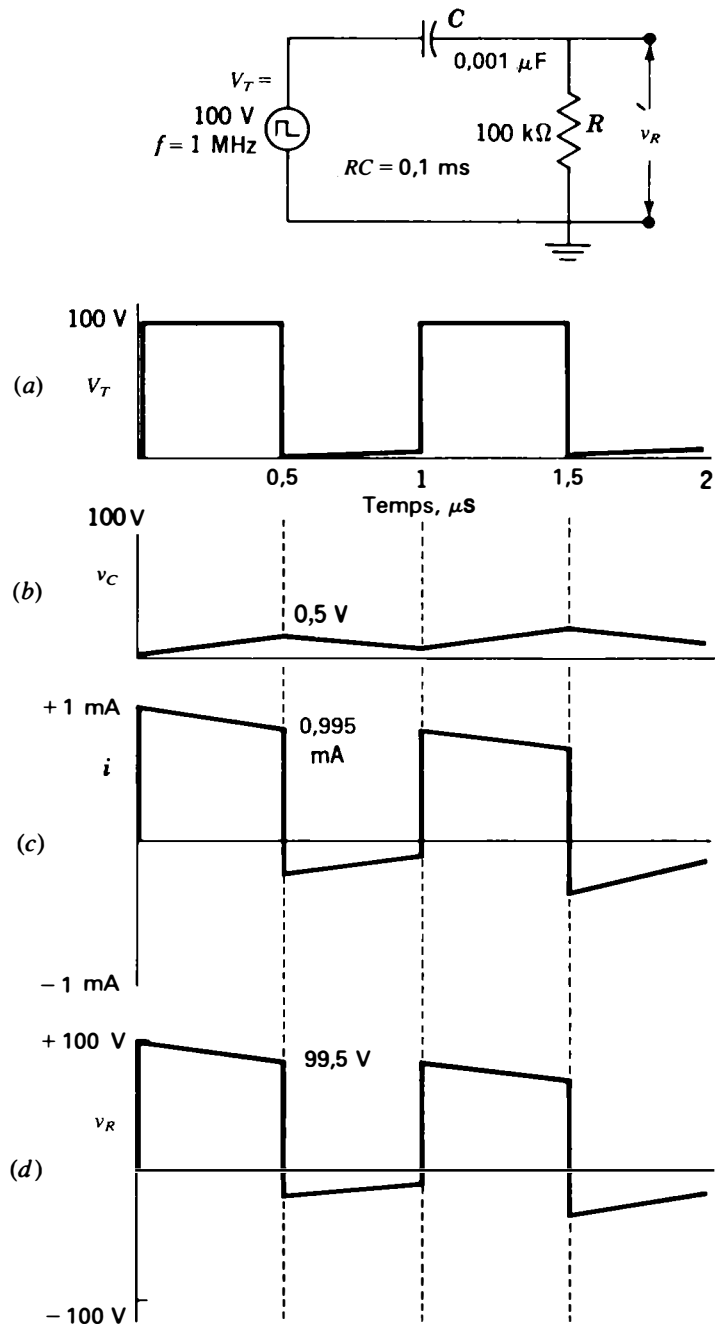 C
0,001 μF
V_T =
100 V
f = 1 MHz
100 kΩ
R
v_R
RC = 0,1 ms
100 V
(a)
V_T
0,5
1
1,5
2
Temps, μs
100 V
v_C
(b)
0,5 V
+ 1 mA
0,995
mA
i
(c)
− 1 mA
+ 100 V
99,5 V
v_R
(d)
− 100 V